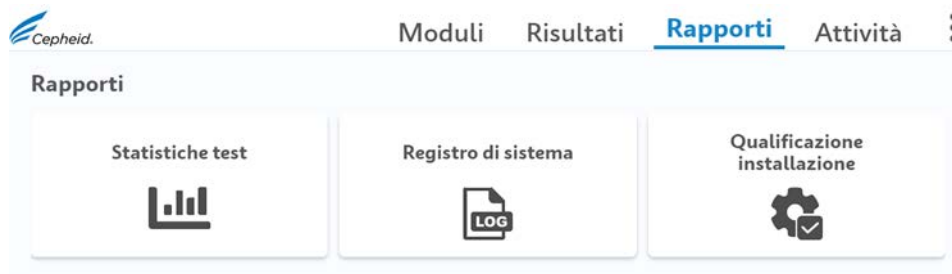 Cepheid.
Moduli Risultati Rapporti Attività
Rapporti
Statistiche test
Registro di sistema
Qualificazione
installazione
LOG